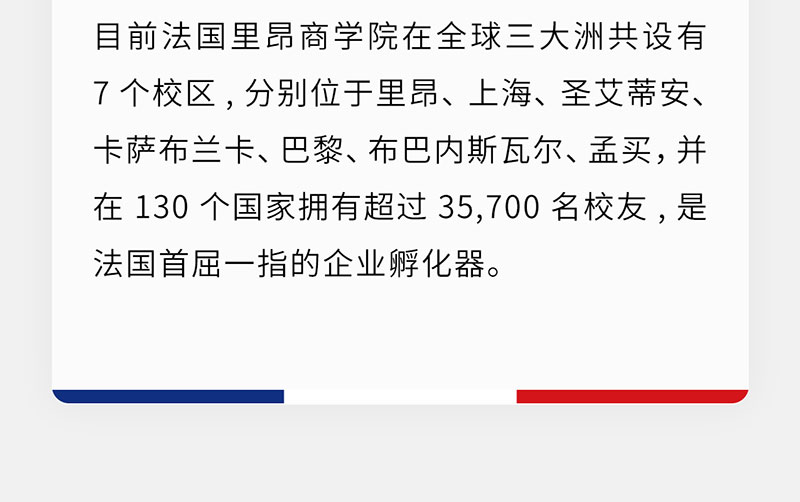 目前法国里昂商学院在全球三大洲共设有
7 个校区，分别位于里昂、上海、圣艾蒂安、
卡萨布兰卡、巴黎、布巴内斯瓦尔、孟买，并
在 130 个国家拥有超过 35,700 名校友，是
法国首屈一指的企业孵化器。